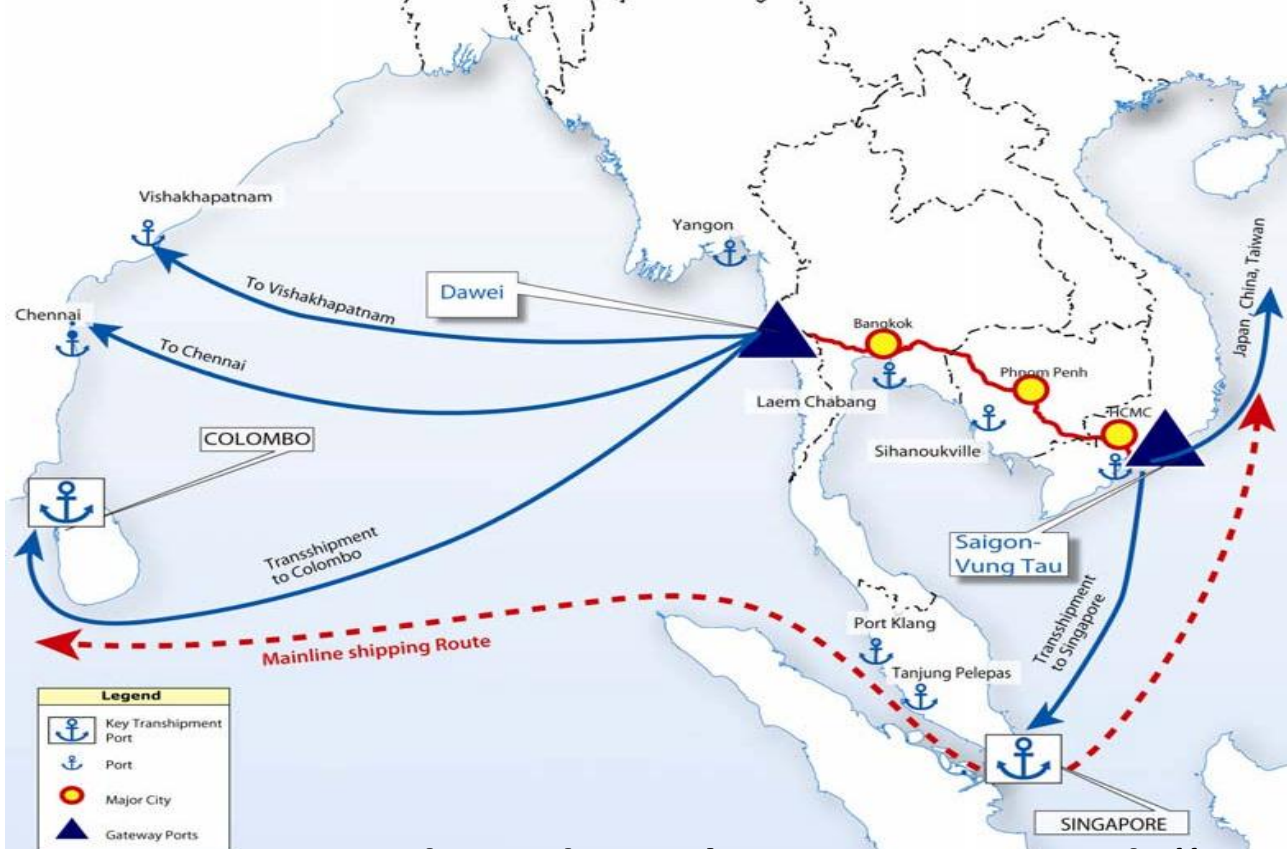 Vishakhapatnam
Yangon
Dawei
To Vishakhapatnam
Chennai
To Chennai
Japan China, Taiwan
Bangkok
Phnom Penh
Laem Chabang
HCMC
COLOMBO
Sihanoukville
Transshipment
to Colombo
Saigon-
Vung Tau
Transshipment
to Singapore
Port Klang
Mainline shipping Route
Tanjung Pelepas
Legend
Key Transhipment
Port
Port
Major City
Gateway Ports
SINGAPORE